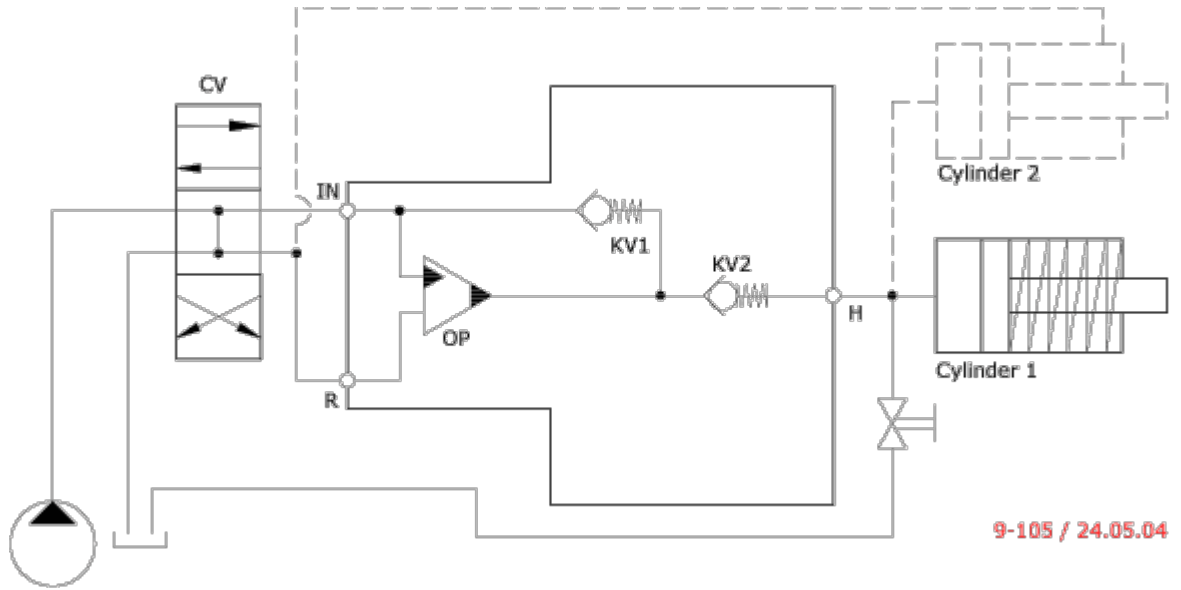 CV
IN
Cylinder 2
KV1
KV2
H
OP
Cylinder 1
R
9-105 / 24.05.04